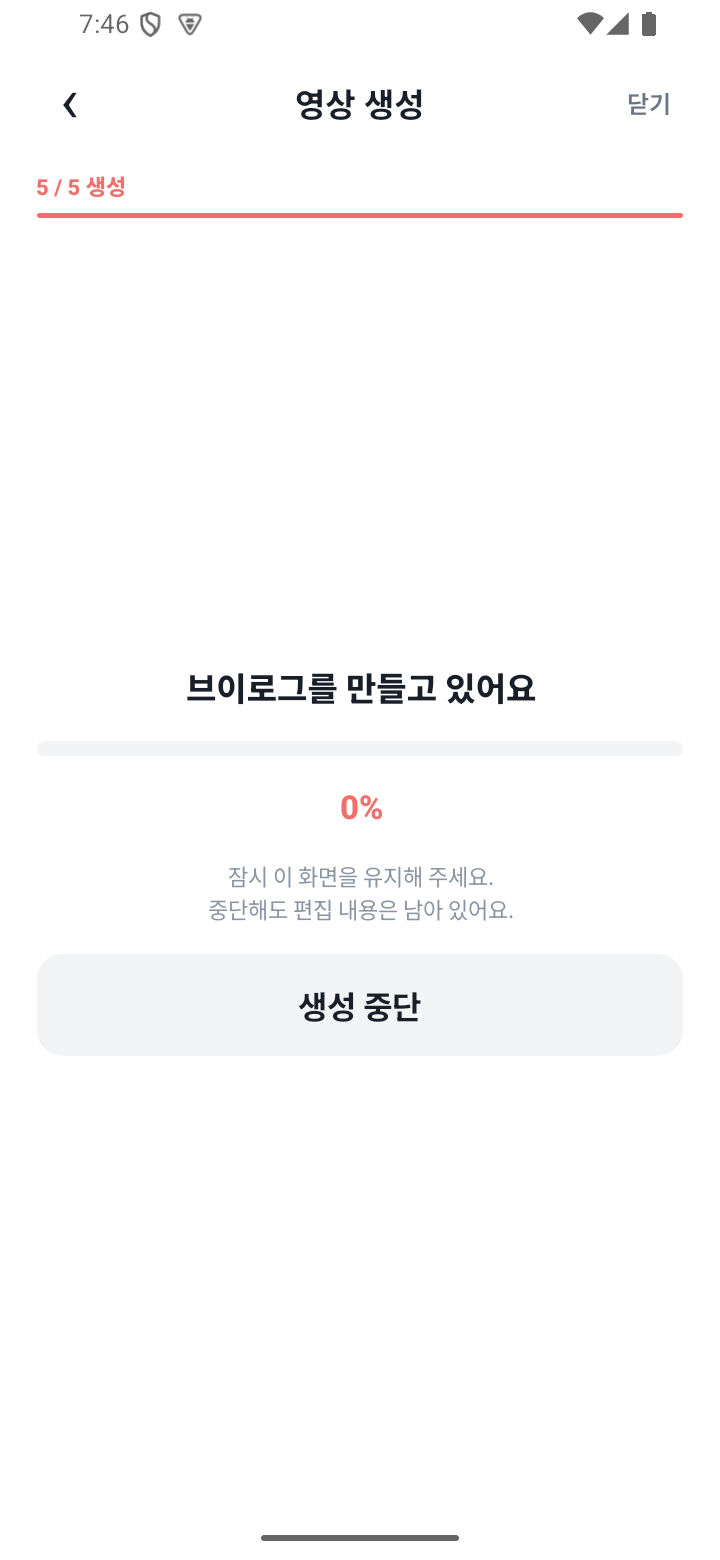 7:46
영상 생성
닫기
5 / 5 생성
브이로그를 만들고 있어요
0%
잠시 이 화면을 유지해 주세요.
중단해도 편집 내용은 남아 있어요.
생성 중단